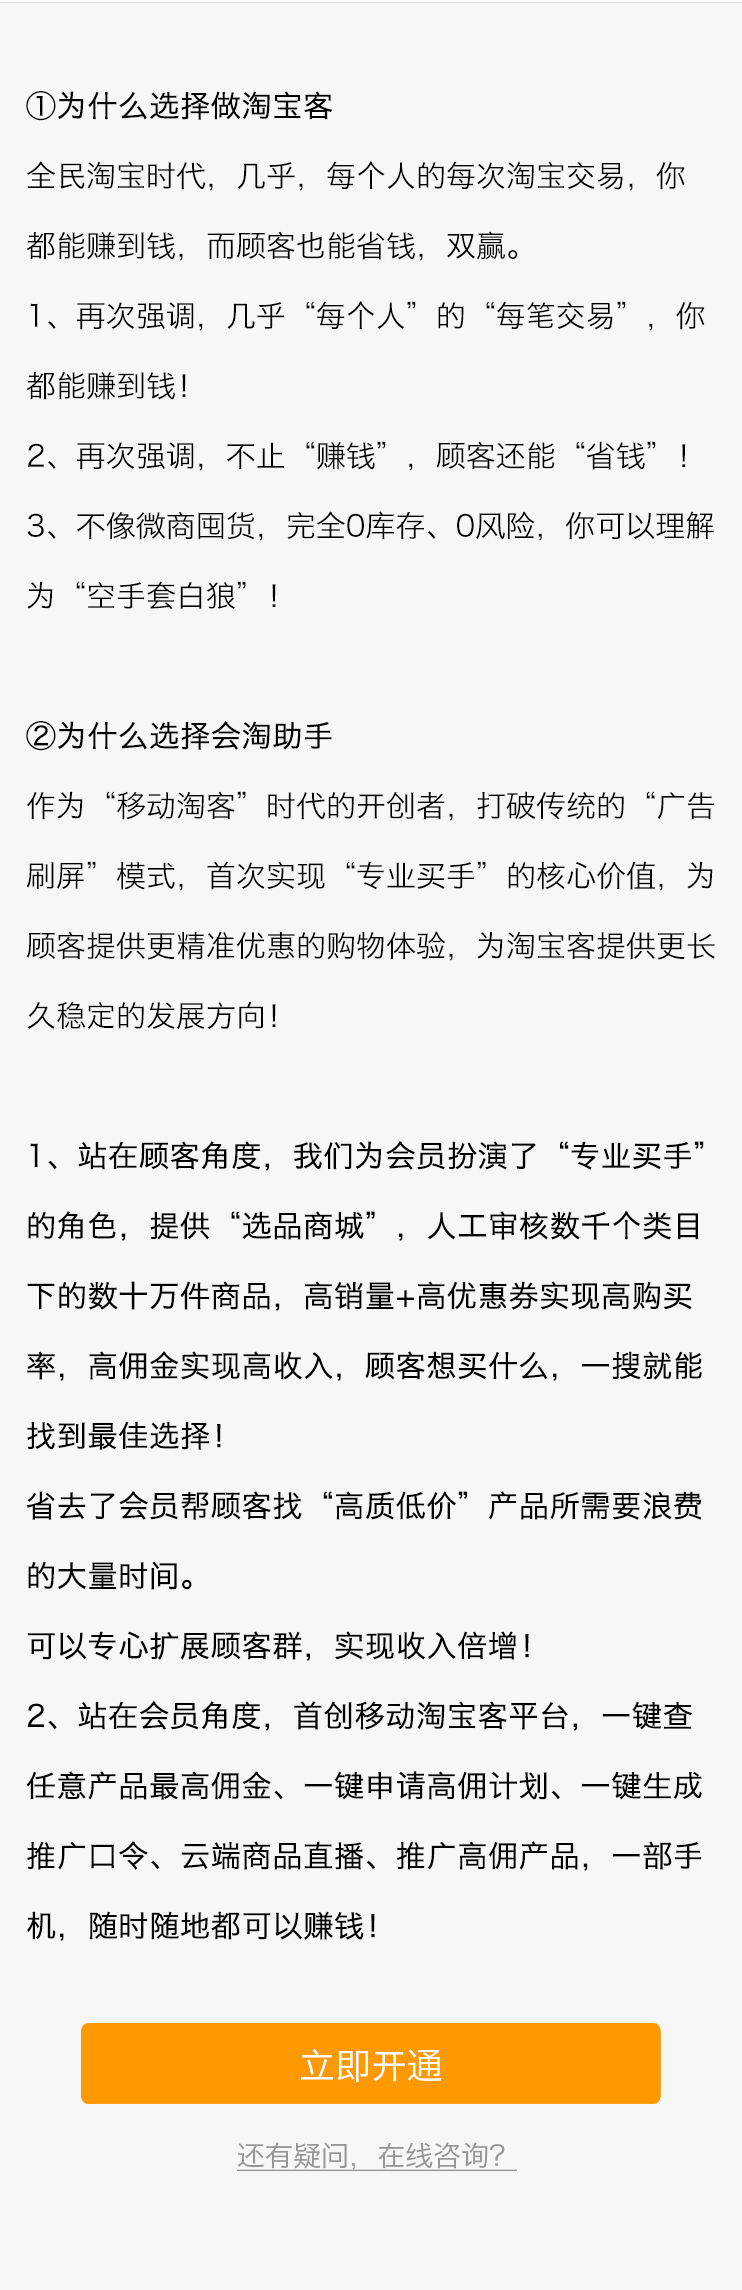 ①为什么选择做淘宝客
全民淘宝时代，几乎，每个人的每次淘宝交易，你
都能赚到钱，而顾客也能省钱，双赢。
1、再次强调，几乎“每个人”的“每笔交易”，你
都能赚到钱！
2、再次强调，不止“赚钱”，顾客还能“省钱”！
3、不像微商囤货，完全0库存、0风险，你可以理解
为“空手套白狼”！
②为什么选择会淘助手
作为“移动淘客”时代的开创者，打破传统的“广告
刷屏”模式，首次实现“专业买手”的核心价值，为
顾客提供更精准优惠的购物体验，为淘宝客提供更长
久稳定的发展方向！
1、站在顾客角度，我们为会员扮演了“专业买手”
的角色，提供“选品商城”，人工审核数千个类目
下的数十万件商品，高销量+高优惠券实现高购买
率，高佣金实现高收入，顾客想买什么，一搜就能
找到最佳选择！
省去了会员帮顾客找“高质低价”产品所需要浪费
的大量时间。
可以专心扩展顾客群，实现收入倍增！
2、站在会员角度，首创移动淘宝客平台，一键查
任意产品最高佣金、一键申请高佣计划、一键生成
推广口令、云端商品直播、推广高佣产品，一部手
机，随时随地都可以赚钱！
立即开通
还有疑问，在线咨询？